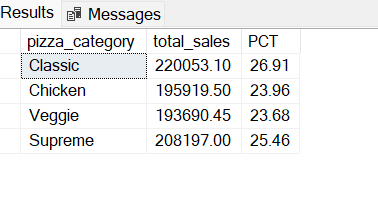 Results Messages
pizza_category total_sales PCT
Classic 220053.10 26.91
Chicken 195919.50 23.96
Veggie 193690.45 23.68
Supreme 208197.00 25.46